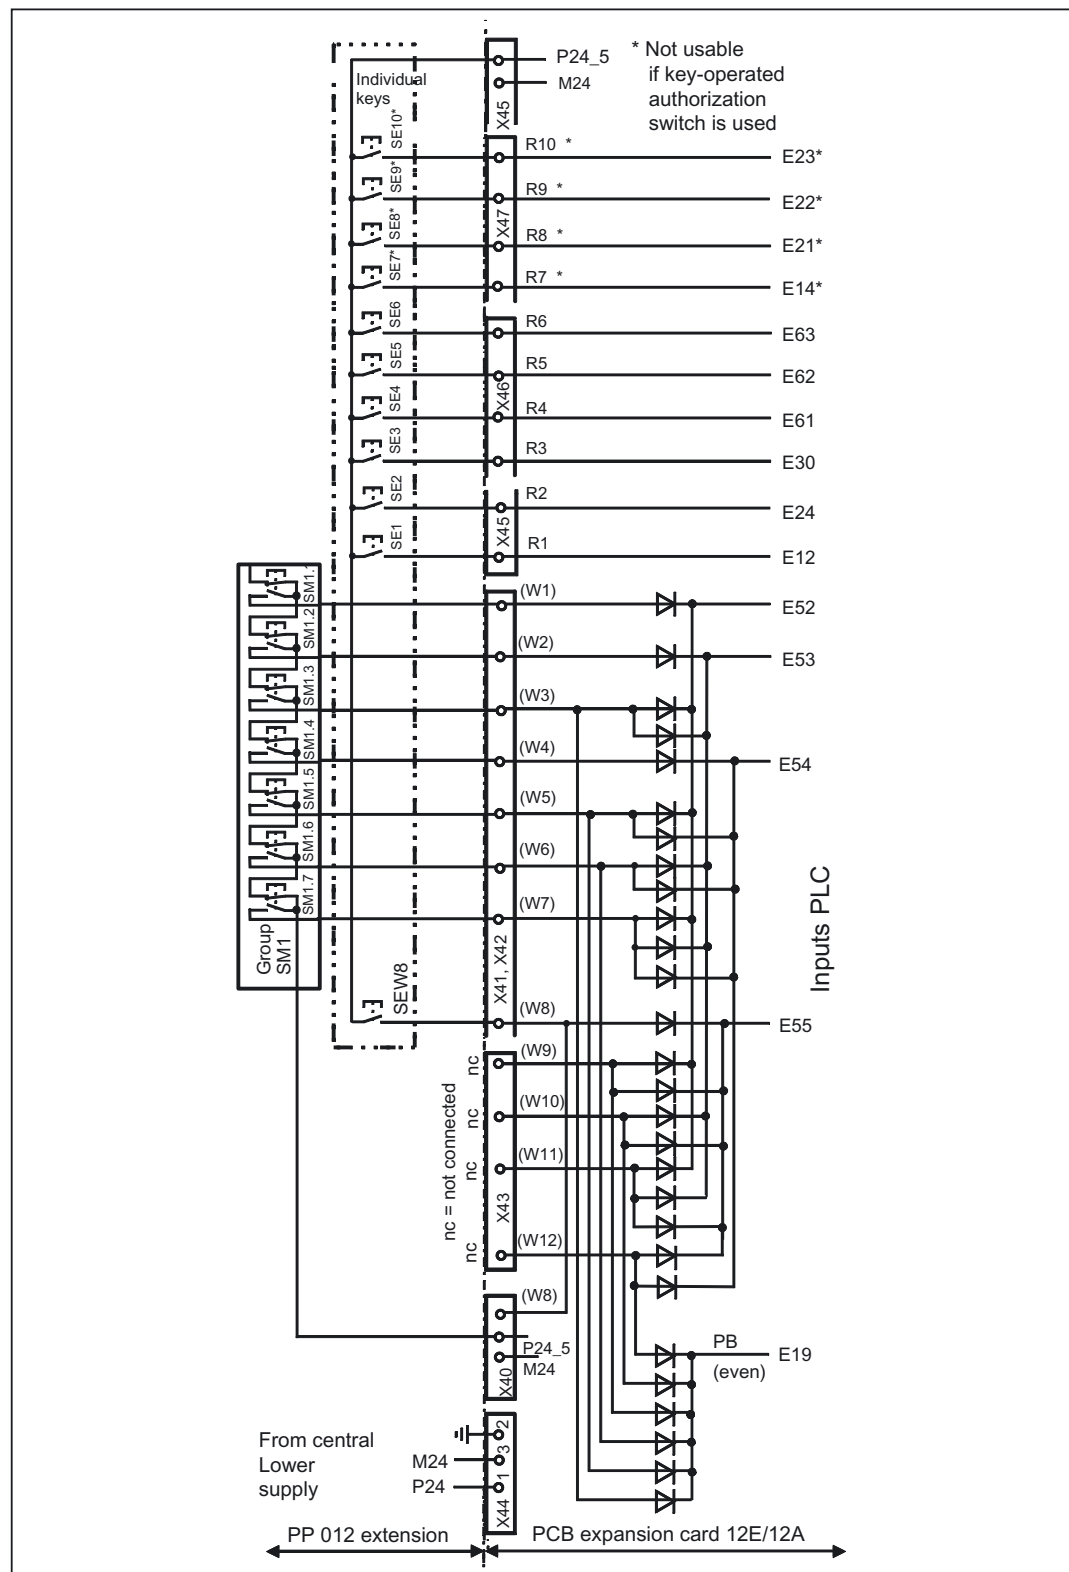 P24_5
M24
X45
* Not usable
if key-operated
authorization
switch is used
Individual
keys
SE10*
R10 *
E23*
SE9*
R9 *
E22*
X47
SE8*
R8 *
E21*
SE7*
R7 *
E14*
SE6
R6
E63
SE5
R5
E62
X46
SE4
R4
E61
SE3
R3
E30
SE2
R2
E24
X45
SE1
R1
E12
SM1.1
(W1)
E52
SM1.2
(W2)
E53
SM1.3
(W3)
SM1.4
(W4)
E54
SM1.5
(W5)
SM1.6
(W6)
SM1.7
(W7)
Group
SM1
X41, X42
Inputs PLC
SEW8
(W8)
E55
nc
(W9)
nc
(W10)
nc
(W11)
nc
(W12)
nc = not connected
X43
(W8)
P24_5
M24
X40
PB
(even)
E19
From central
Lower
supply
2
M24
3
P24
1
X44
PP 012 extension
PCB expansion card 12E/12A